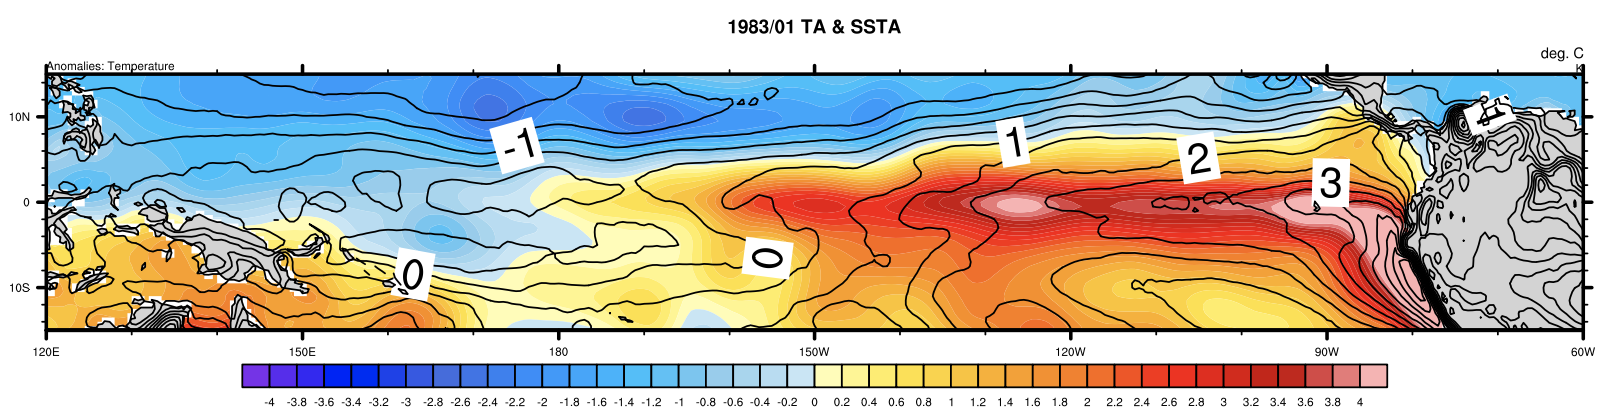 1983/01 TA & SSTA
deg. C
Anomalies: Temperature
K
10N
0
10S
-1
1
2
3
0
0
120E 150E 180 150W 120W 90W 60W
-4 -3.8 -3.6 -3.4 -3.2 -3 -2.8 -2.6 -2.4 -2.2 -2 -1.8 -1.6 -1.4 -1.2 -1 -0.8 -0.6 -0.4 -0.2 0 0.2 0.4 0.6 0.8 1 1.2 1.4 1.6 1.8 2 2.2 2.4 2.6 2.8 3 3.2 3.4 3.6 3.8 4